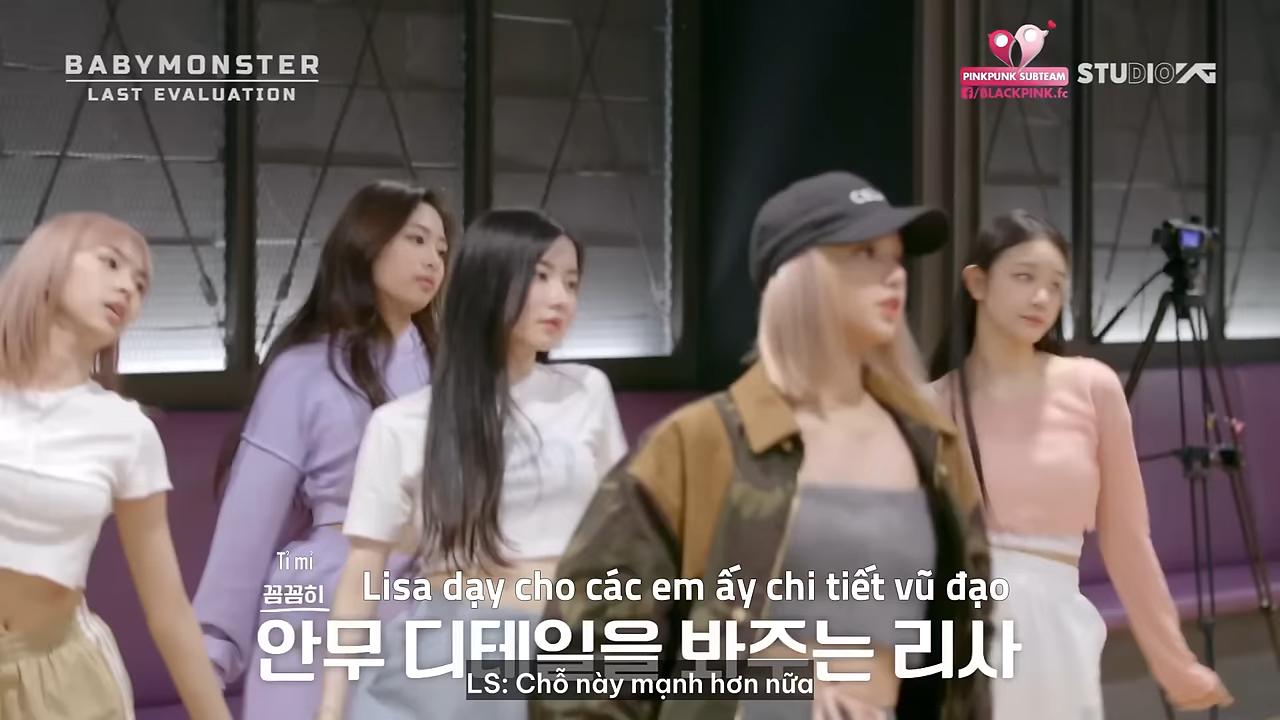 BABYMONSTER
LAST EVALUATION
PINKPUNK SUBTEAM
f/BLACKPINK.fc
STUDIO YG
Tỉ mỉ
꼼꼼히
Lisa dạy cho các em ấy chi tiết vũ đạo
안무 디테일을 봐주는 리사
LS: Chỗ này mạnh hơn nữa